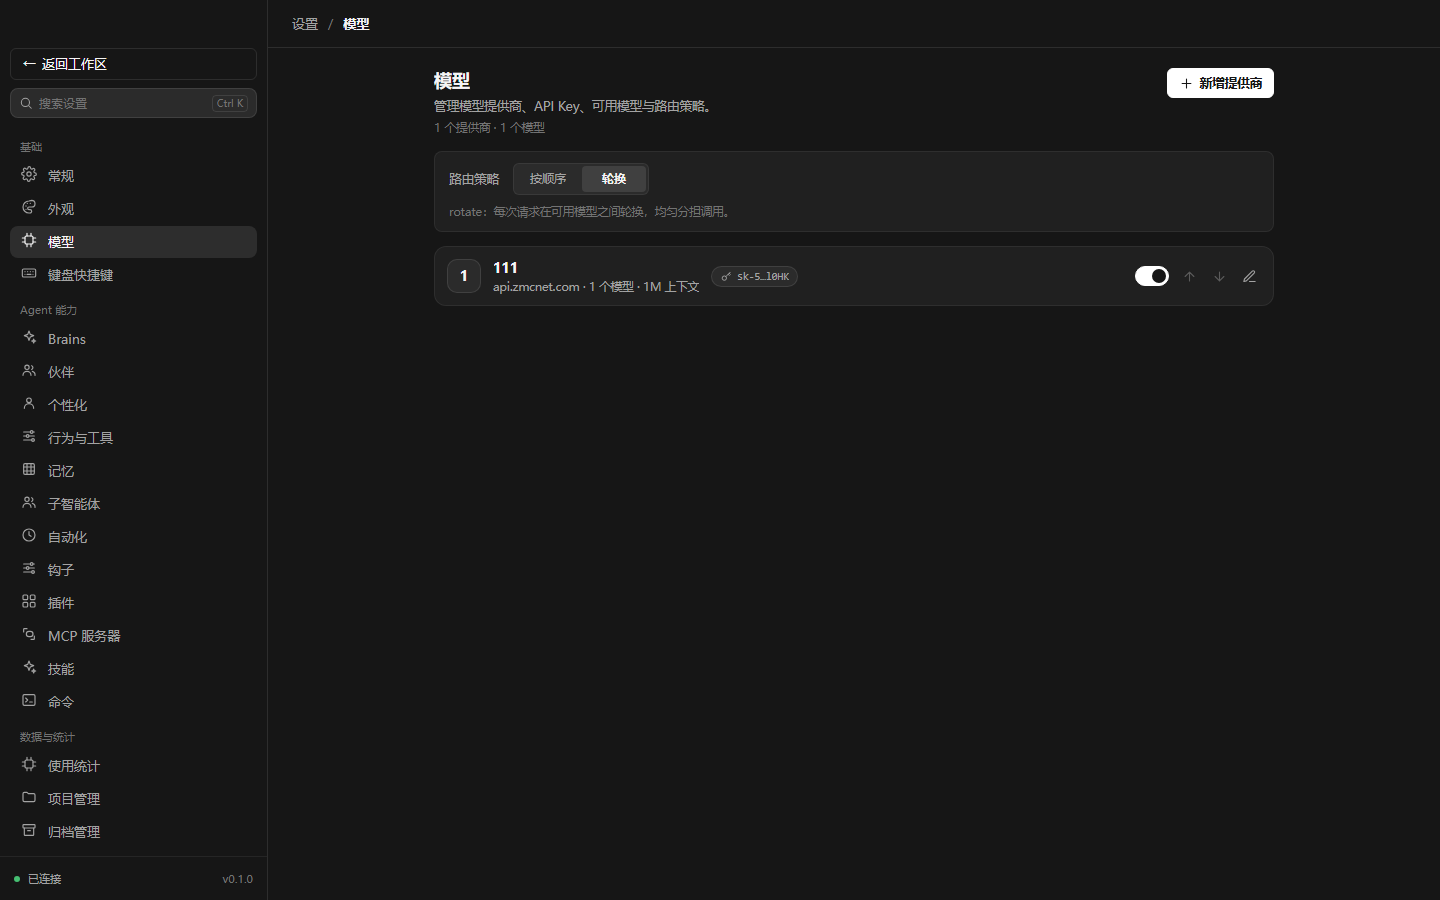 设置 / 模型
← 返回工作区
搜索设置 Ctrl K
基础
常规
外观
模型
键盘快捷键
Agent 能力
Brains
伙伴
个性化
行为与工具
记忆
子智能体
自动化
钩子
插件
MCP 服务器
技能
命令
数据与统计
使用统计
项目管理
归档管理
已连接 v0.1.0
模型
管理模型提供商、API Key、可用模型与路由策略。
1 个提供商 · 1 个模型
+ 新增提供商
路由策略 按顺序 轮换
rotate：每次请求在可用模型之间轮换，均匀分担调用。
1
111
api.zmcnet.com · 1 个模型 · 1M 上下文
sk-5…l0HK